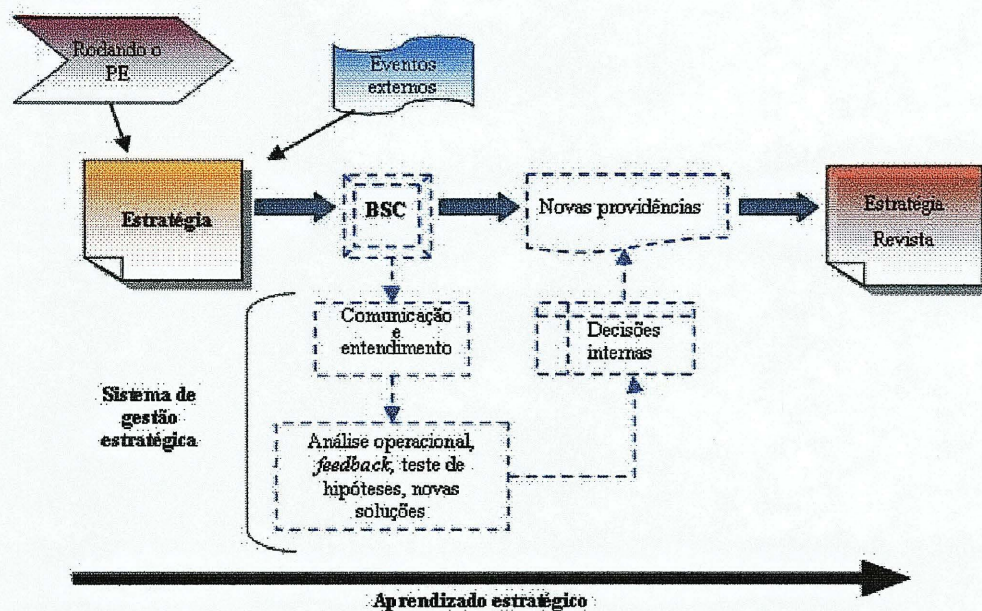 Rodando o
PE
Eventos
externos
Estratégia
BSC
Novas providências
Estratégia
Revista
Comunicação
e
entendimento
Decisões
internas
Sistema de
gestão
estratégica
Análise operacional,
feedback, teste de
hipóteses, novas
soluções
Aprendizado estratégico